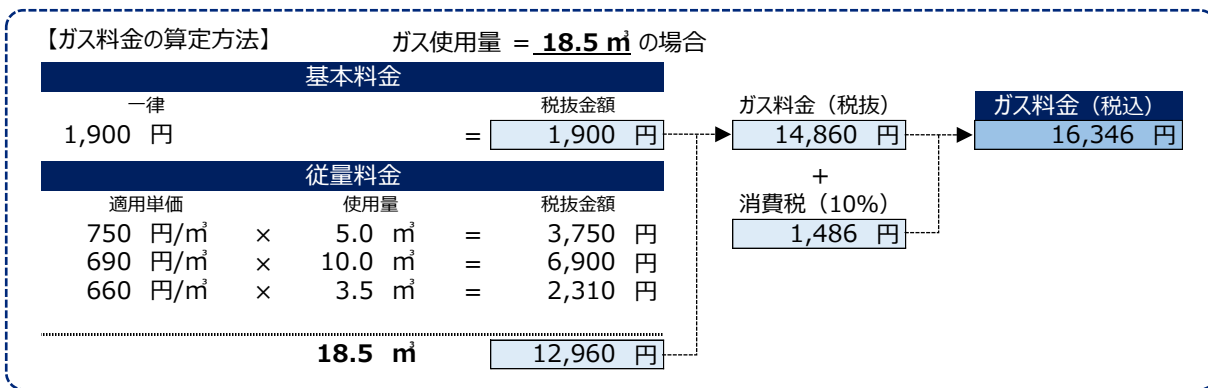 【ガス料金の算定方法】 ガス使用量 = 18.5 ㎥ の場合
基本料金
一律 税抜金額
1,900 円 = 1,900 円
従量料金
適用単価 使用量 税抜金額
750 円/㎥ × 5.0 ㎥ = 3,750 円
690 円/㎥ × 10.0 ㎥ = 6,900 円
660 円/㎥ × 3.5 ㎥ = 2,310 円
18.5 ㎥ 12,960 円
ガス料金（税抜）
14,860 円
+
消費税（10%）
1,486 円
ガス料金（税込）
16,346 円